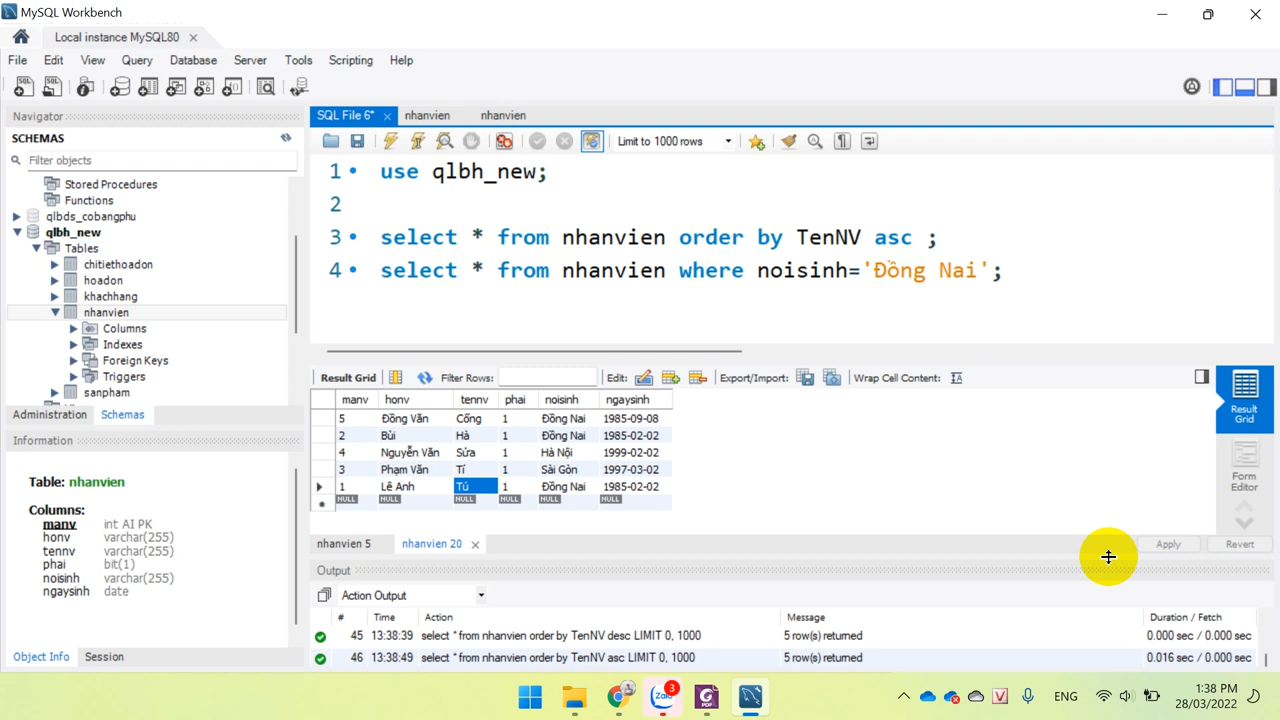 MySQL Workbench
Local instance MySQL80
File Edit View Query Database Server Tools Scripting Help
Navigator
SCHEMAS
Filter objects
Stored Procedures
Functions
qlbds_cobangphu
qlbh_new
Tables
chitiethoadon
hoadon
khachhang
nhanvien
Columns
Indexes
Foreign Keys
Triggers
sanpham
Administration Schemas
Information
Table: nhanvien
Columns:
manv int AI PK
honv varchar(255)
tennv varchar(255)
phai bit(1)
noisinh varchar(255)
ngaysinh date
Object Info Session
SQL File 6* nhanvien nhanvien
Limit to 1000 rows
1 use qlbh_new;
2
3 select * from nhanvien order by TenNV asc ;
4 select * from nhanvien where noisinh='Đồng Nai';
Result Grid Filter Rows: Edit: Export/Import: Wrap Cell Content:
manv honv tennv phai noisinh ngaysinh
5 Đồng Văn Cống 1 Đồng Nai 1985-09-08
2 Bùi Hà 1 Đồng Nai 1985-02-02
4 Nguyễn Văn Sửa 1 Hà Nội 1999-02-02
3 Phạm Văn Tí 1 Sài Gòn 1997-03-02
1 Lê Anh Tú 1 Đồng Nai 1985-02-02
NULL NULL NULL NULL NULL NULL
Result Grid
Form Editor
nhanvien 5 nhanvien 20
Apply Revert
Output
Action Output
# Time Action Message Duration / Fetch
45 13:38:39 select * from nhanvien order by TenNV desc LIMIT 0, 1000 5 row(s) returned 0.000 sec / 0.000 sec
46 13:38:49 select * from nhanvien order by TenNV asc LIMIT 0, 1000 5 row(s) returned 0.016 sec / 0.000 sec
Zalo 3
PDF
ENG
1:38 PM
28/03/2022